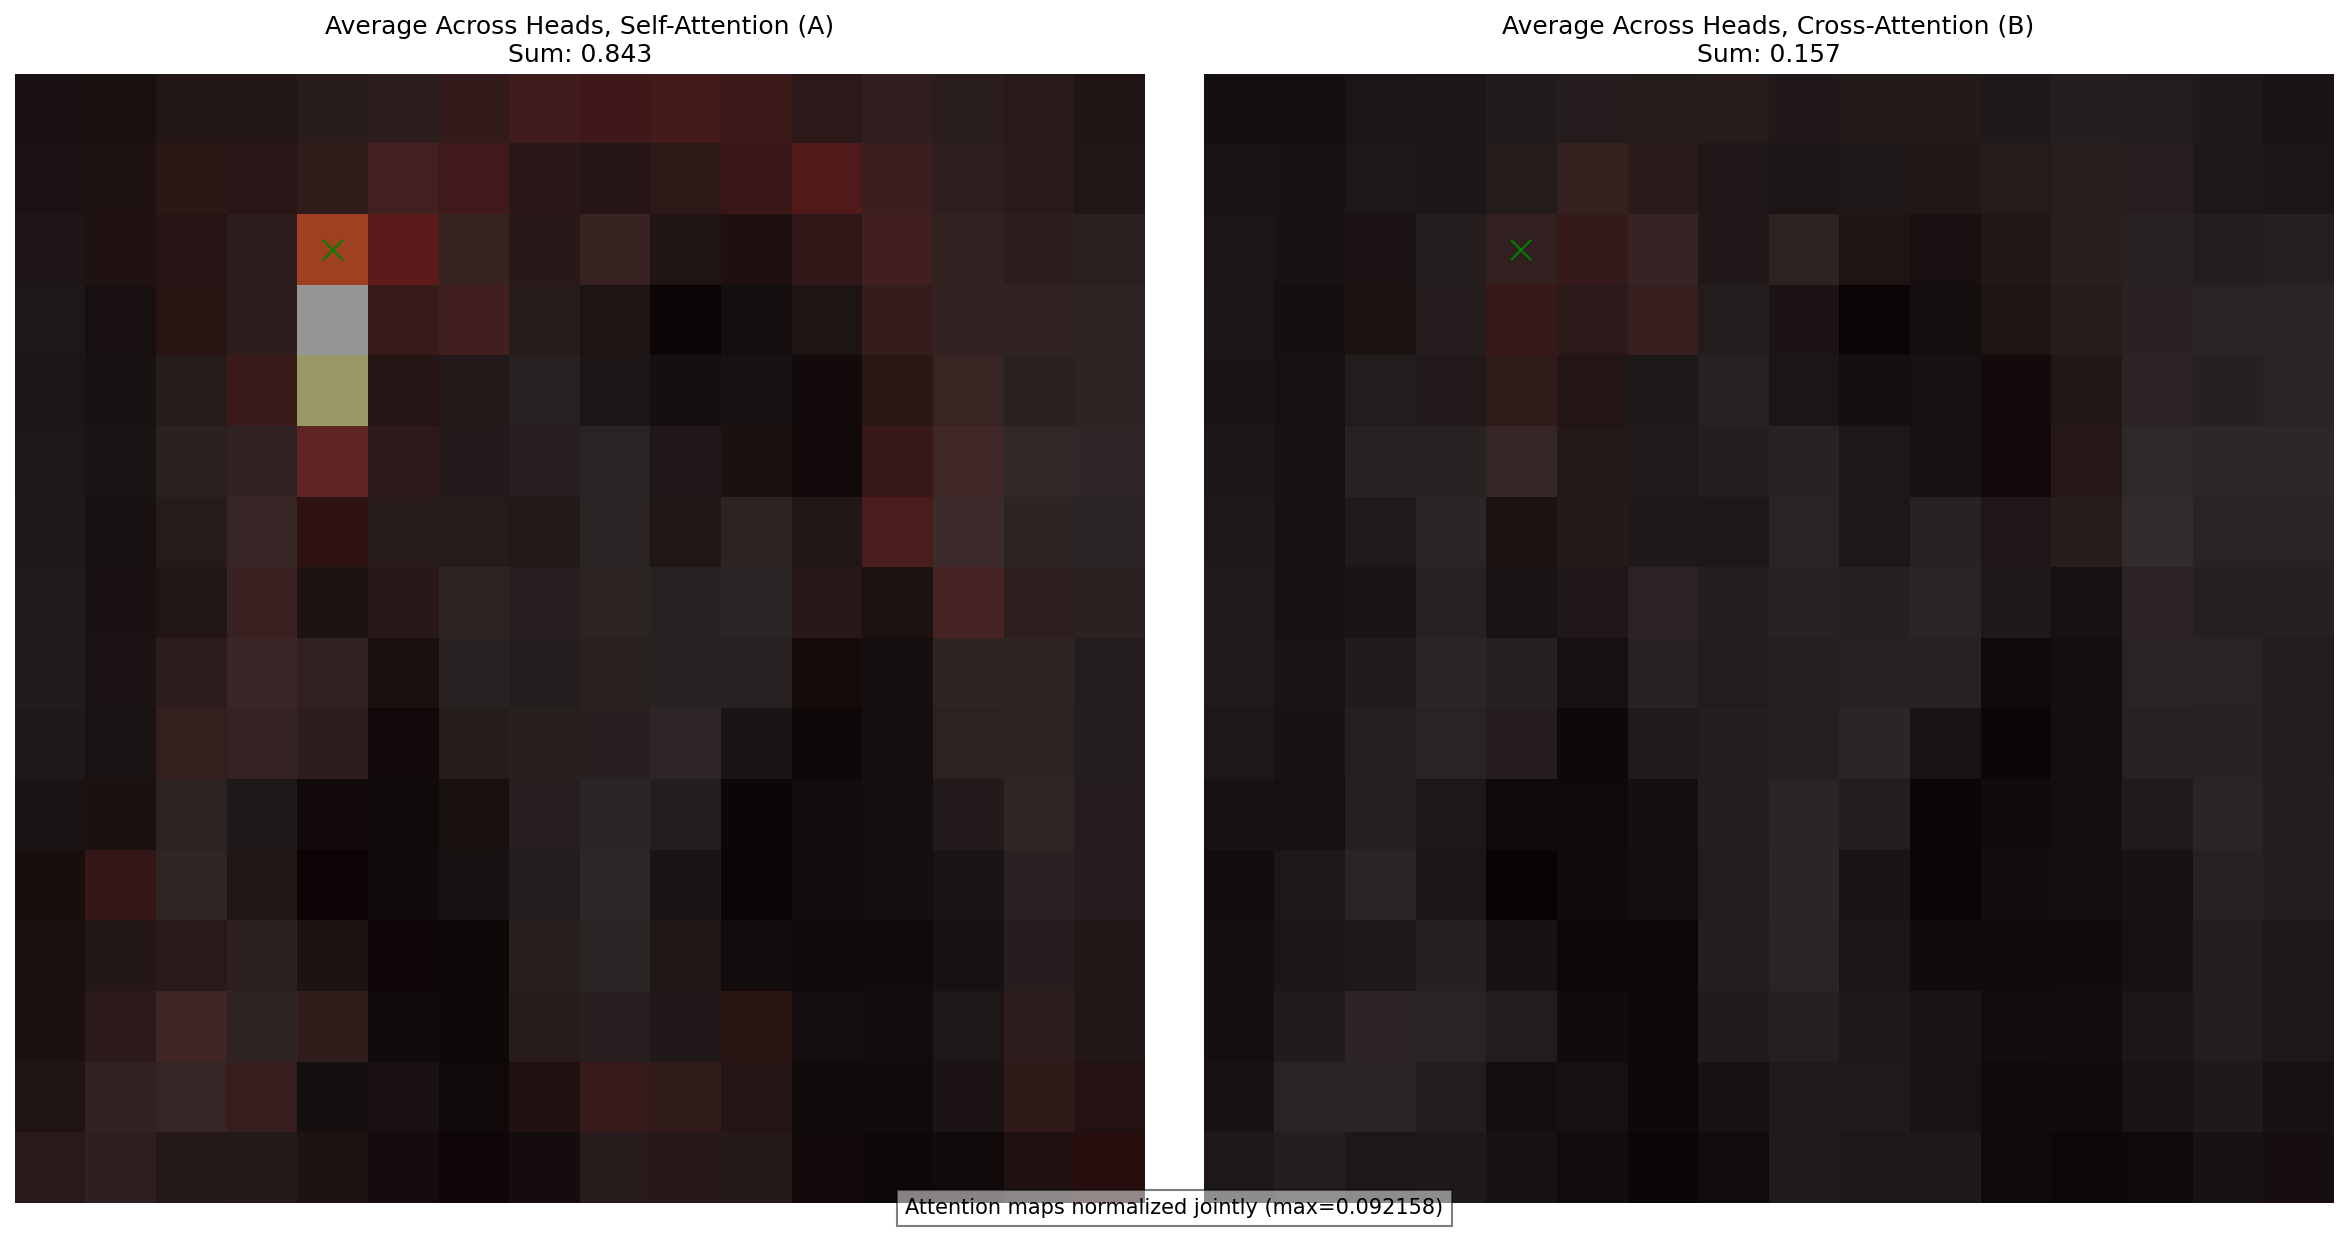 Average Across Heads, Self-Attention (A)
Sum: 0.843
Average Across Heads, Cross-Attention (B)
Sum: 0.157
Attention maps normalized jointly (max=0.092158)